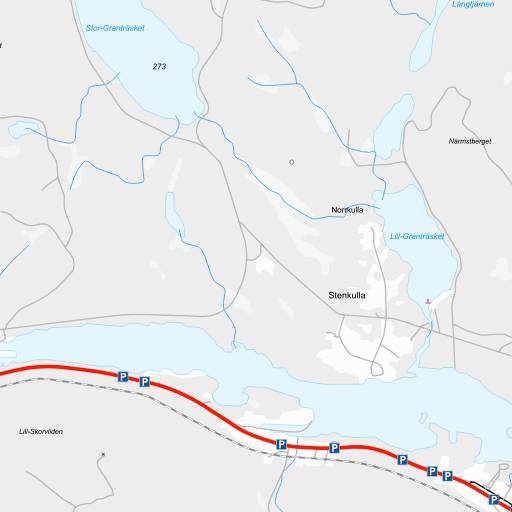 Långtjärnen
Stor-Granträsket
273
Närmstberget
Norrkulla
Lill-Granträsket
Stenkulla
P
P
Lill-Skorvliden
P
P
P
P
P
P